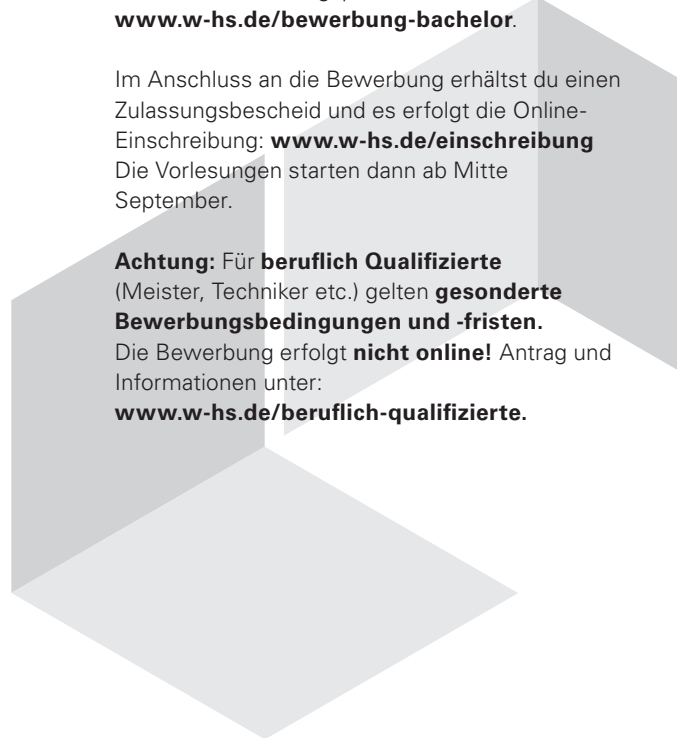 www.w-hs.de/bewerbung-bachelor.
Im Anschluss an die Bewerbung erhältst du einen
Zulassungsbescheid und es erfolgt die Online-
Einschreibung: www.w-hs.de/einschreibung
Die Vorlesungen starten dann ab Mitte
September.
Achtung: Für beruflich Qualifizierte
(Meister, Techniker etc.) gelten gesonderte
Bewerbungsbedingungen und -fristen.
Die Bewerbung erfolgt nicht online! Antrag und
Informationen unter:
www.w-hs.de/beruflich-qualifizierte.